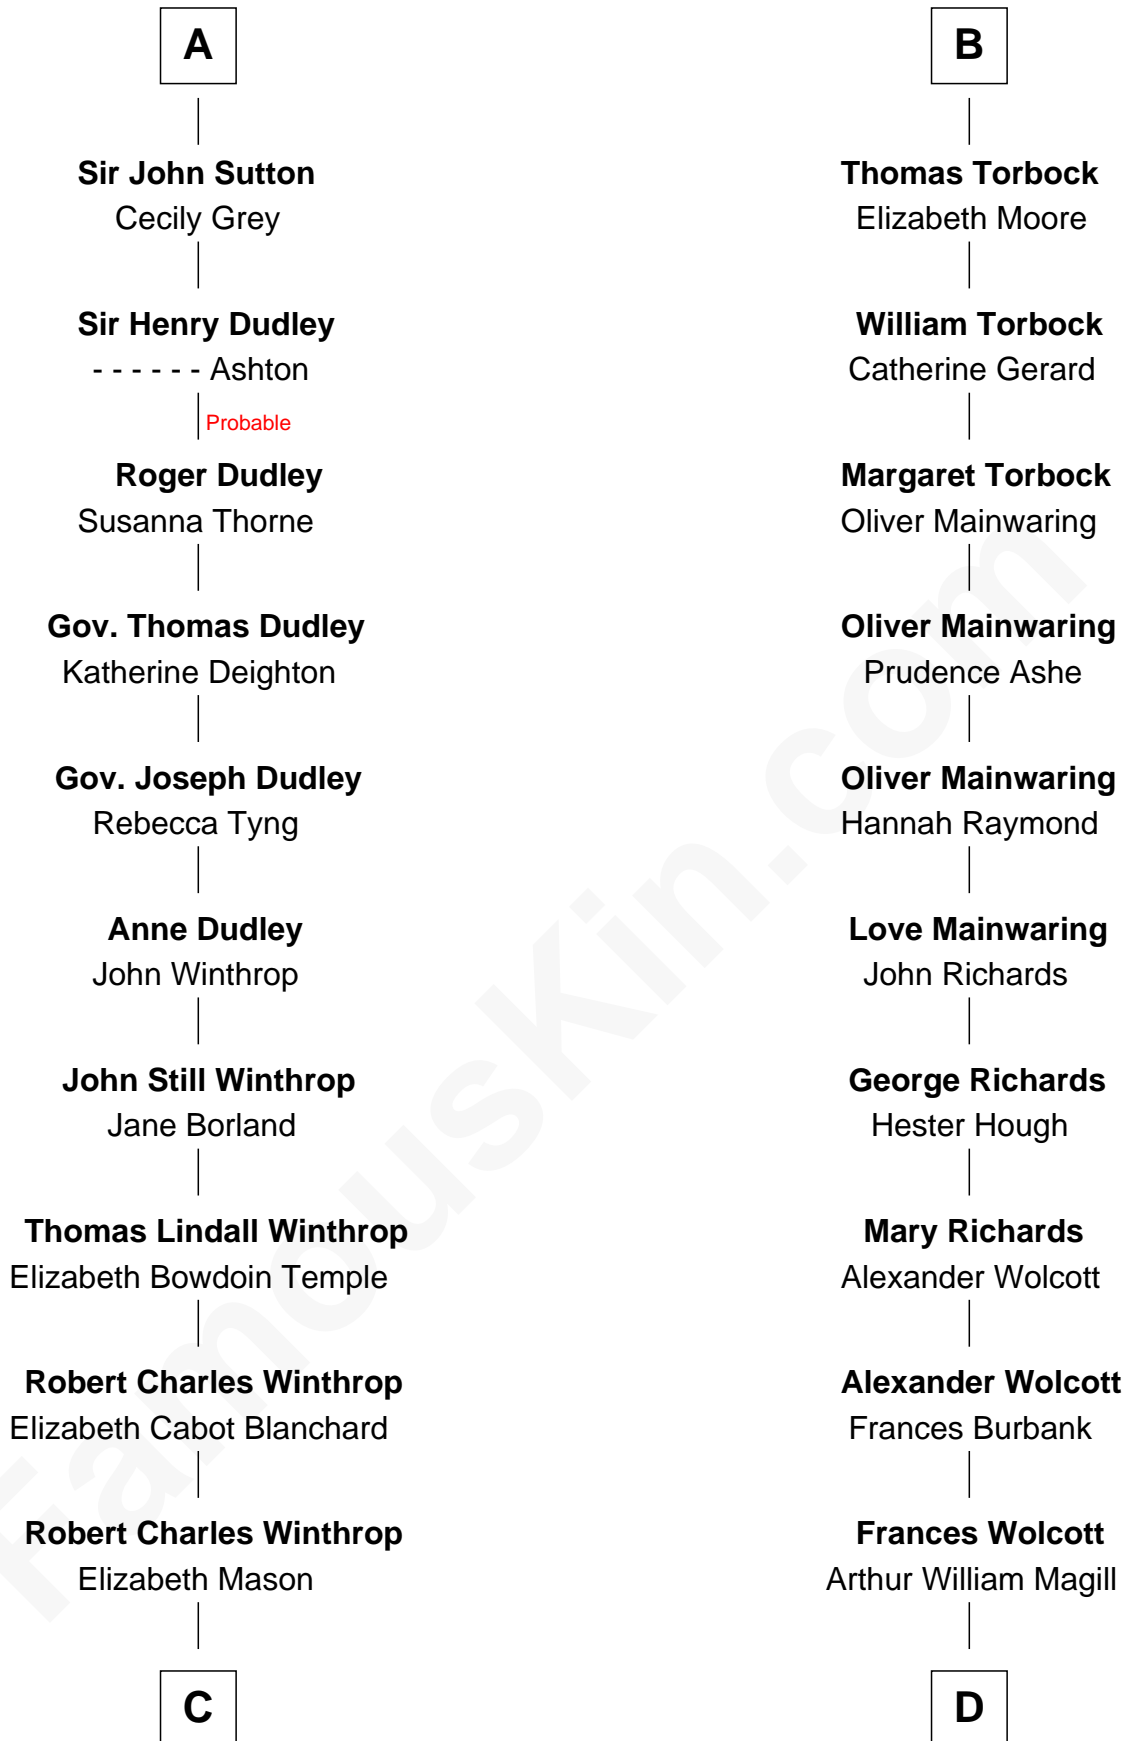 A
Sir John Sutton
Cecily Grey
Sir Henry Dudley
- - - - - - Ashton
Probable
Roger Dudley
Susanna Thorne
Gov. Thomas Dudley
Katherine Deighton
Gov. Joseph Dudley
Rebecca Tyng
Anne Dudley
John Winthrop
John Still Winthrop
Jane Borland
Thomas Lindall Winthrop
Elizabeth Bowdoin Temple
Robert Charles Winthrop
Elizabeth Cabot Blanchard
Robert Charles Winthrop
Elizabeth Mason
C
B
Thomas Torbock
Elizabeth Moore
William Torbock
Catherine Gerard
Margaret Torbock
Oliver Mainwaring
Oliver Mainwaring
Prudence Ashe
Oliver Mainwaring
Hannah Raymond
Love Mainwaring
John Richards
George Richards
Hester Hough
Mary Richards
Alexander Wolcott
Alexander Wolcott
Frances Burbank
Frances Wolcott
Arthur William Magill
D
FamousKin.com